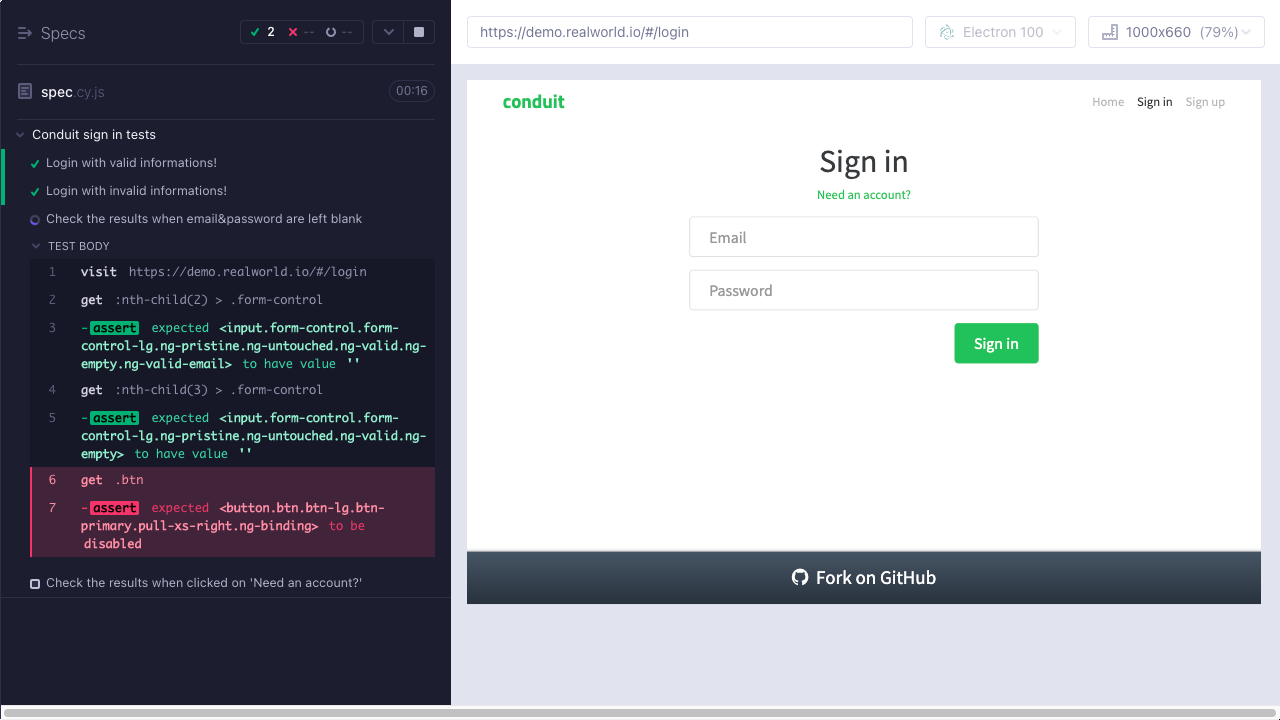 Specs
2 -- --
spec.cy.js
00:16
Conduit sign in tests
Login with valid informations!
Login with invalid informations!
Check the results when email&password are left blank
TEST BODY
1 visit https://demo.realworld.io/#/login
2 get :nth-child(2) > .form-control
3 -assert expected <input.form-control.form-
control-lg.ng-pristine.ng-untouched.ng-valid.ng-
empty.ng-valid-email> to have value ''
4 get :nth-child(3) > .form-control
5 -assert expected <input.form-control.form-
control-lg.ng-pristine.ng-untouched.ng-valid.ng-
empty> to have value ''
6 get .btn
7 -assert expected <button.btn.btn-lg.btn-
primary.pull-xs-right.ng-binding> to be
disabled
Check the results when clicked on 'Need an account?'
https://demo.realworld.io/#/login
Electron 100
1000x660 (79%)
conduit
Home Sign in Sign up
Sign in
Need an account?
Email
Password
Sign in
Fork on GitHub